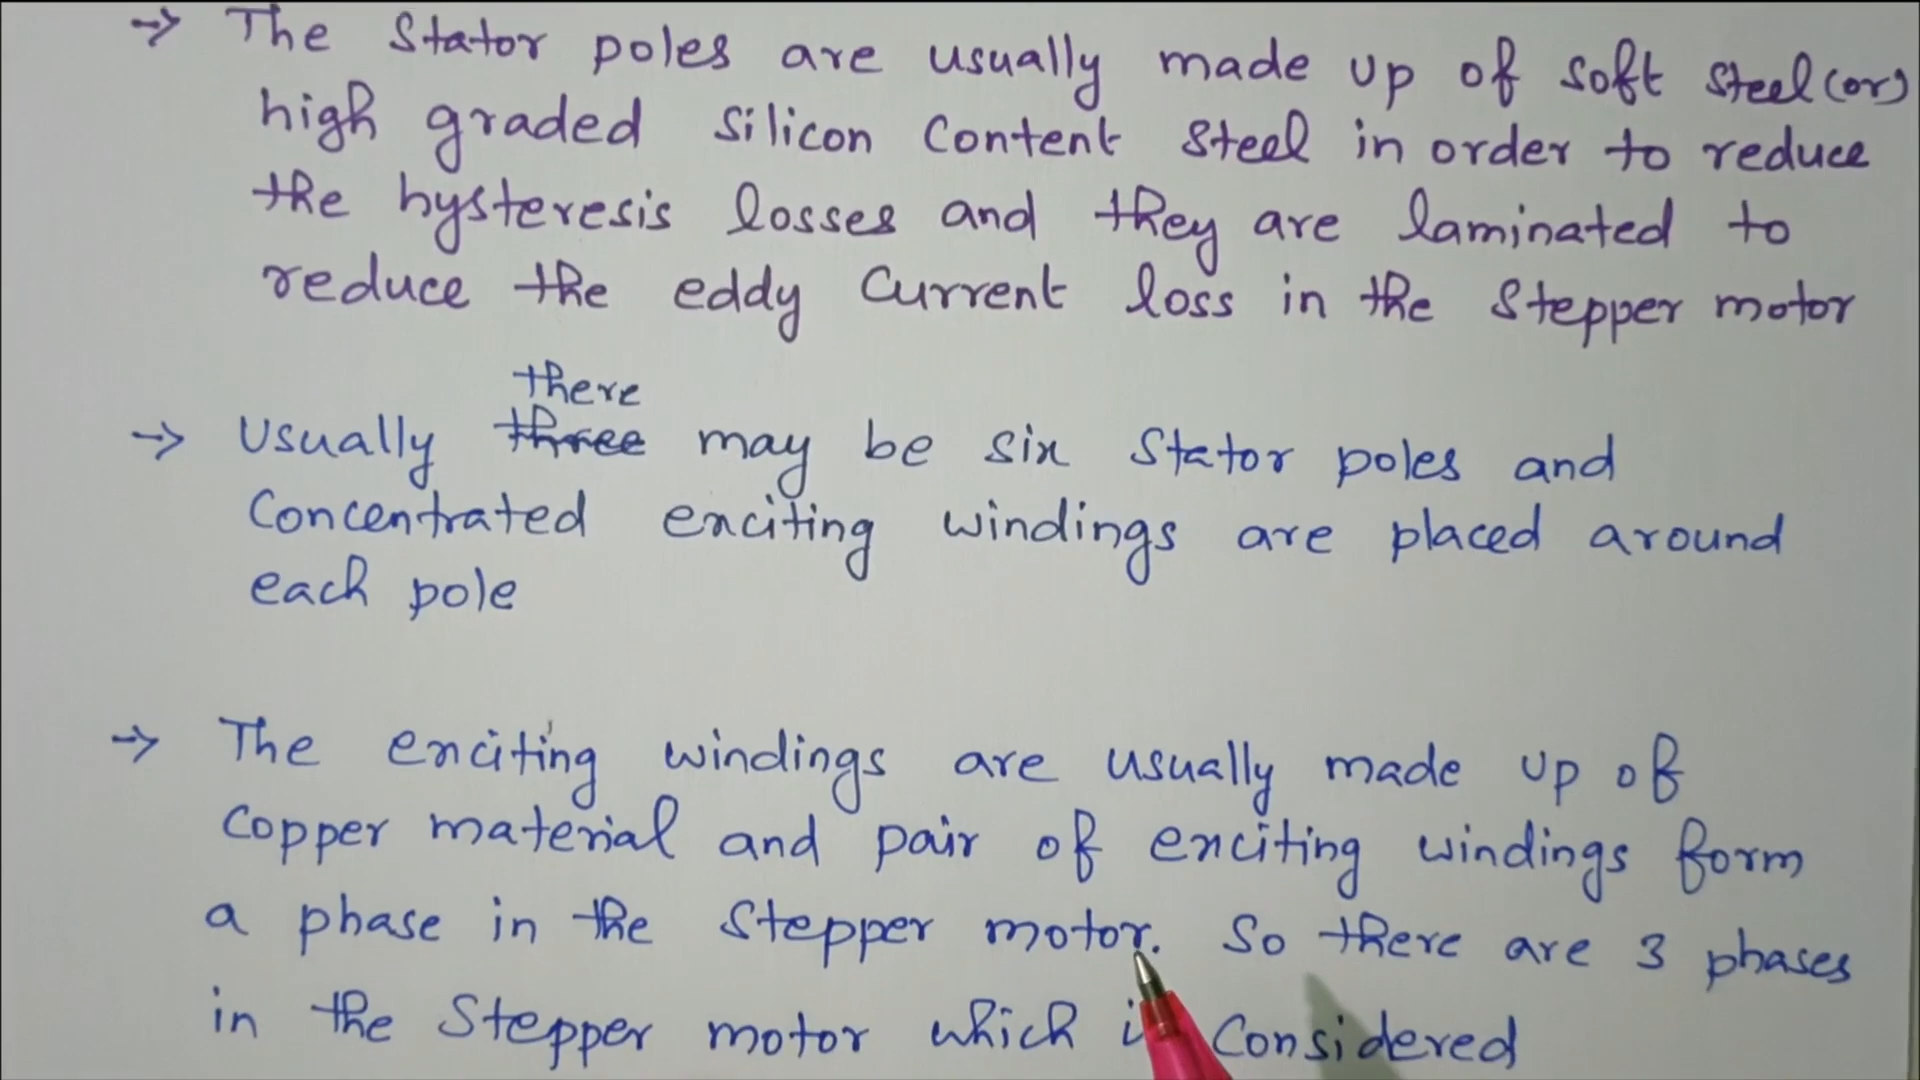 → The Stator poles are usually made up of soft steel (or)
high graded silicon content steel in order to reduce
the hysteresis losses and they are laminated to
reduce the eddy current loss in the stepper motor
there
→ Usually three may be six stator poles and
Concentrated exciting windings are placed around
each pole
→ The exciting windings are usually made up of
copper material and pair of exciting windings form
a phase in the stepper motor. So there are 3 phases
in the stepper motor which considered